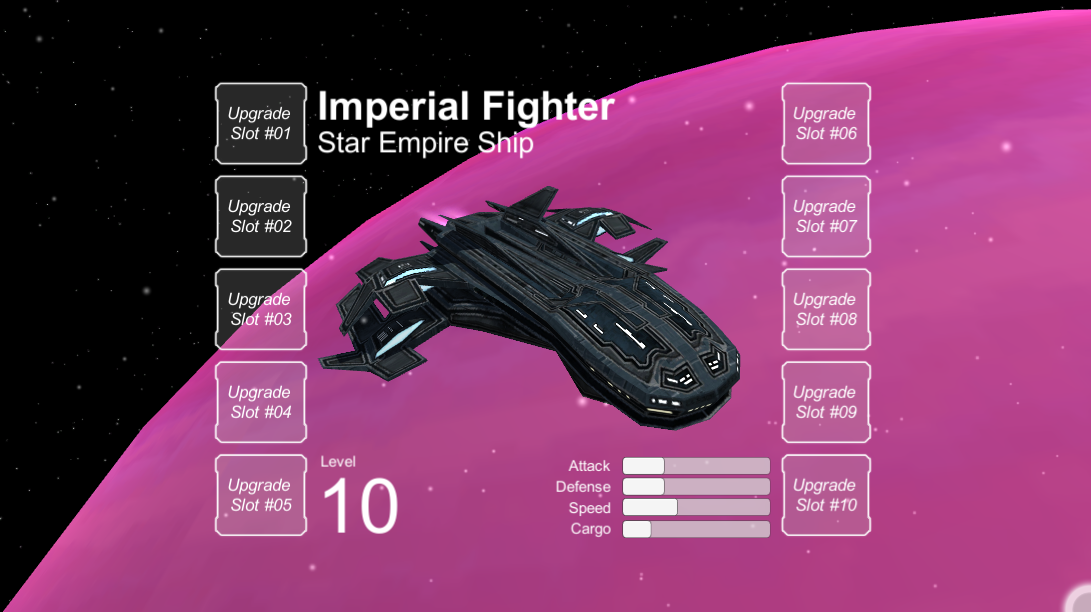 Imperial Fighter
Star Empire Ship
Upgrade
Slot #01
Upgrade
Slot #02
Upgrade
Slot #03
Upgrade
Slot #04
Upgrade
Slot #05
Level
10
Attack
Defense
Speed
Cargo
Upgrade
Slot #06
Upgrade
Slot #07
Upgrade
Slot #08
Upgrade
Slot #09
Upgrade
Slot #10